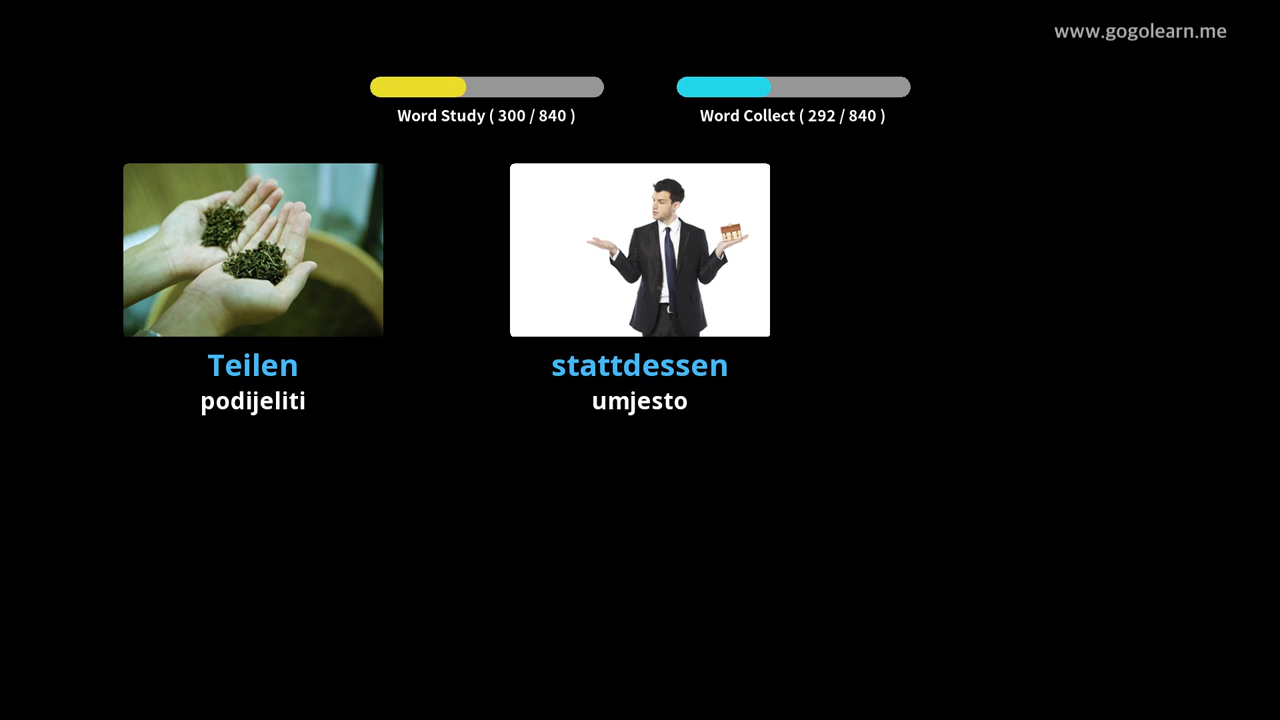 www.gogolearn.me
Word Study ( 300 / 840 )
Word Collect ( 292 / 840 )
Teilen
podijeliti
stattdessen
umjesto